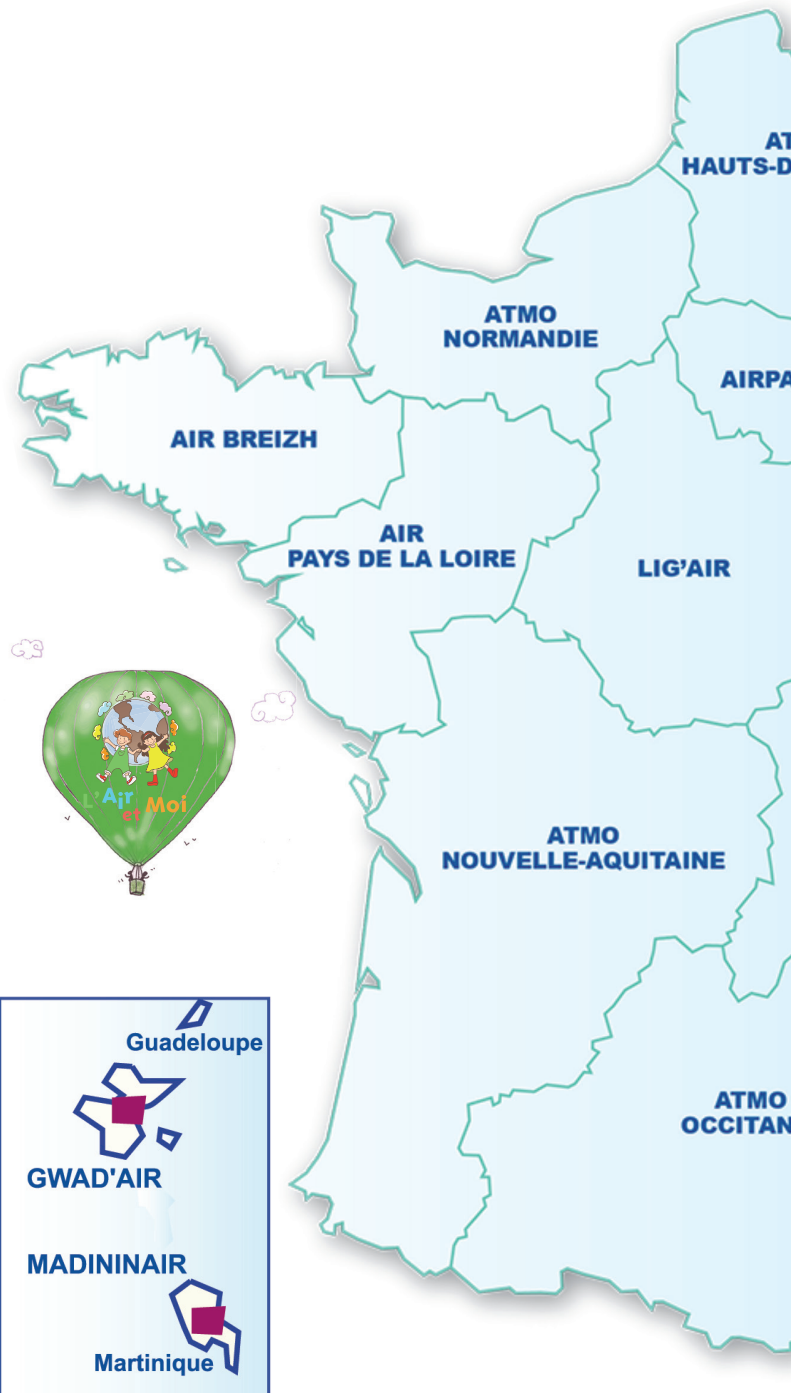 AT
HAUTS-D
ATMO
NORMANDIE
AIRPA
AIR BREIZH
AIR
PAYS DE LA LOIRE
LIG'AIR
L'Air
et Moi
ATMO
NOUVELLE-AQUITAINE
Guadeloupe
GWAD'AIR
MADININAIR
Martinique
ATMO
OCCITAN